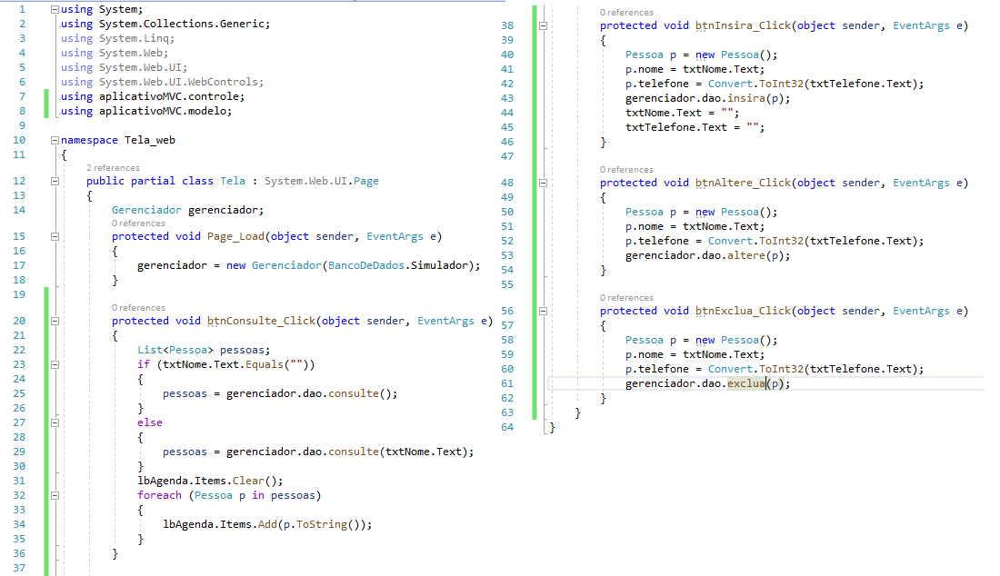 1 using System;
2 using System.Collections.Generic;
3 using System.Linq;
4 using System.Web;
5 using System.Web.UI;
6 using System.Web.UI.WebControls;
7 using aplicativoMVC.controle;
8 using aplicativoMVC.modelo;
9
10 namespace Tela_web
11 {
2 references
12 public partial class Tela : System.Web.UI.Page
13 {
14 Gerenciador gerenciador;
0 references
15 protected void Page_Load(object sender, EventArgs e)
16 {
17 gerenciador = new Gerenciador(BancoDeDados.Simulador);
18 }
19
0 references
20 protected void btnConsulte_Click(object sender, EventArgs e)
21 {
22 List<Pessoa> pessoas;
23 if (txtNome.Text.Equals(""))
24 {
25 pessoas = gerenciador.dao.consulte();
26 }
27 else
28 {
29 pessoas = gerenciador.dao.consulte(txtNome.Text);
30 }
31 lbAgenda.Items.Clear();
32 foreach (Pessoa p in pessoas)
33 {
34 lbAgenda.Items.Add(p.ToString());
35 }
36 }
37
0 references
38 protected void btnInsira_Click(object sender, EventArgs e)
39 {
40 Pessoa p = new Pessoa();
41 p.nome = txtNome.Text;
42 p.telefone = Convert.ToInt32(txtTelefone.Text);
43 gerenciador.dao.insira(p);
44 txtNome.Text = "";
45 txtTelefone.Text = "";
46 }
47
0 references
48 protected void btnAltere_Click(object sender, EventArgs e)
49 {
50 Pessoa p = new Pessoa();
51 p.nome = txtNome.Text;
52 p.telefone = Convert.ToInt32(txtTelefone.Text);
53 gerenciador.dao.altere(p);
54 }
55
0 references
56 protected void btnExclua_Click(object sender, EventArgs e)
57 {
58 Pessoa p = new Pessoa();
59 p.nome = txtNome.Text;
60 p.telefone = Convert.ToInt32(txtTelefone.Text);
61 gerenciador.dao.exclua(p);
62 }
63 }
64 }